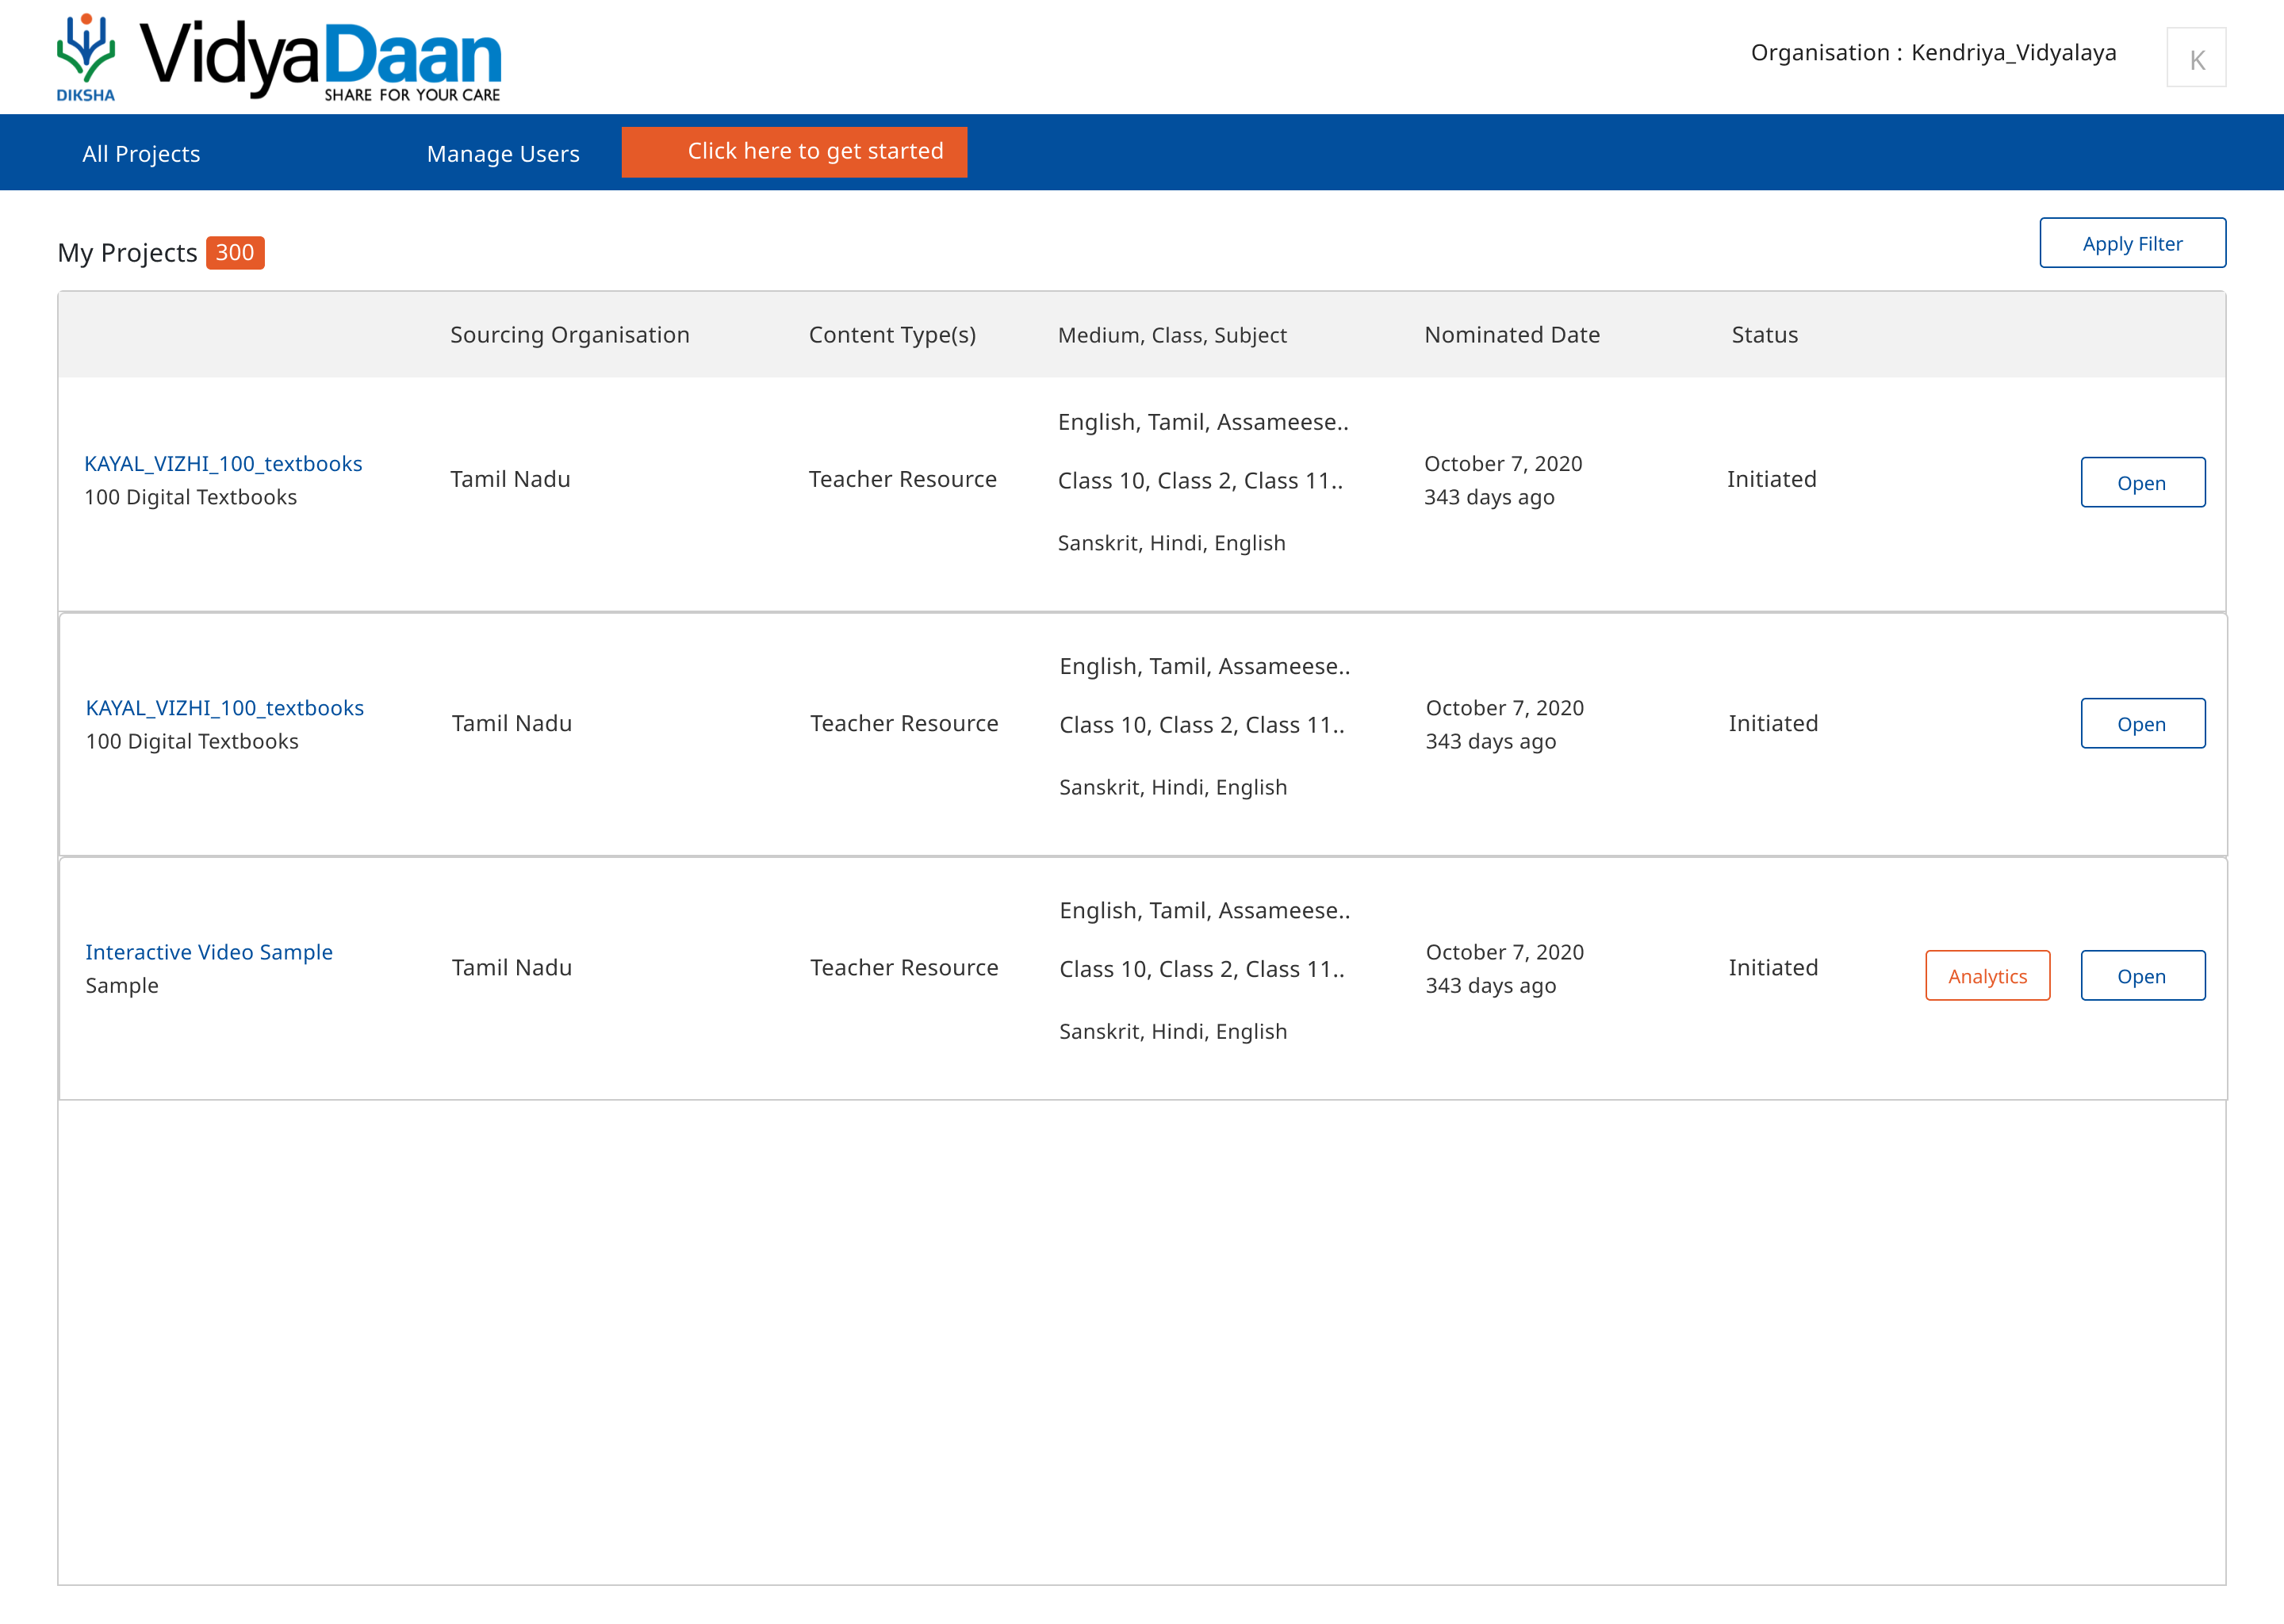 DIKSHA
VidyaDaan
SHARE FOR YOUR CARE
Organisation : Kendriya_Vidyalaya
K
All Projects
Manage Users
Click here to get started
My Projects 300
Apply Filter
Sourcing Organisation
Content Type(s)
Medium, Class, Subject
Nominated Date
Status
KAYAL_VIZHI_100_textbooks
100 Digital Textbooks
Tamil Nadu
Teacher Resource
English, Tamil, Assameese..
Class 10, Class 2, Class 11..
Sanskrit, Hindi, English
October 7, 2020
343 days ago
Initiated
Open
KAYAL_VIZHI_100_textbooks
100 Digital Textbooks
Tamil Nadu
Teacher Resource
English, Tamil, Assameese..
Class 10, Class 2, Class 11..
Sanskrit, Hindi, English
October 7, 2020
343 days ago
Initiated
Open
Interactive Video Sample
Sample
Tamil Nadu
Teacher Resource
English, Tamil, Assameese..
Class 10, Class 2, Class 11..
Sanskrit, Hindi, English
October 7, 2020
343 days ago
Initiated
Analytics
Open